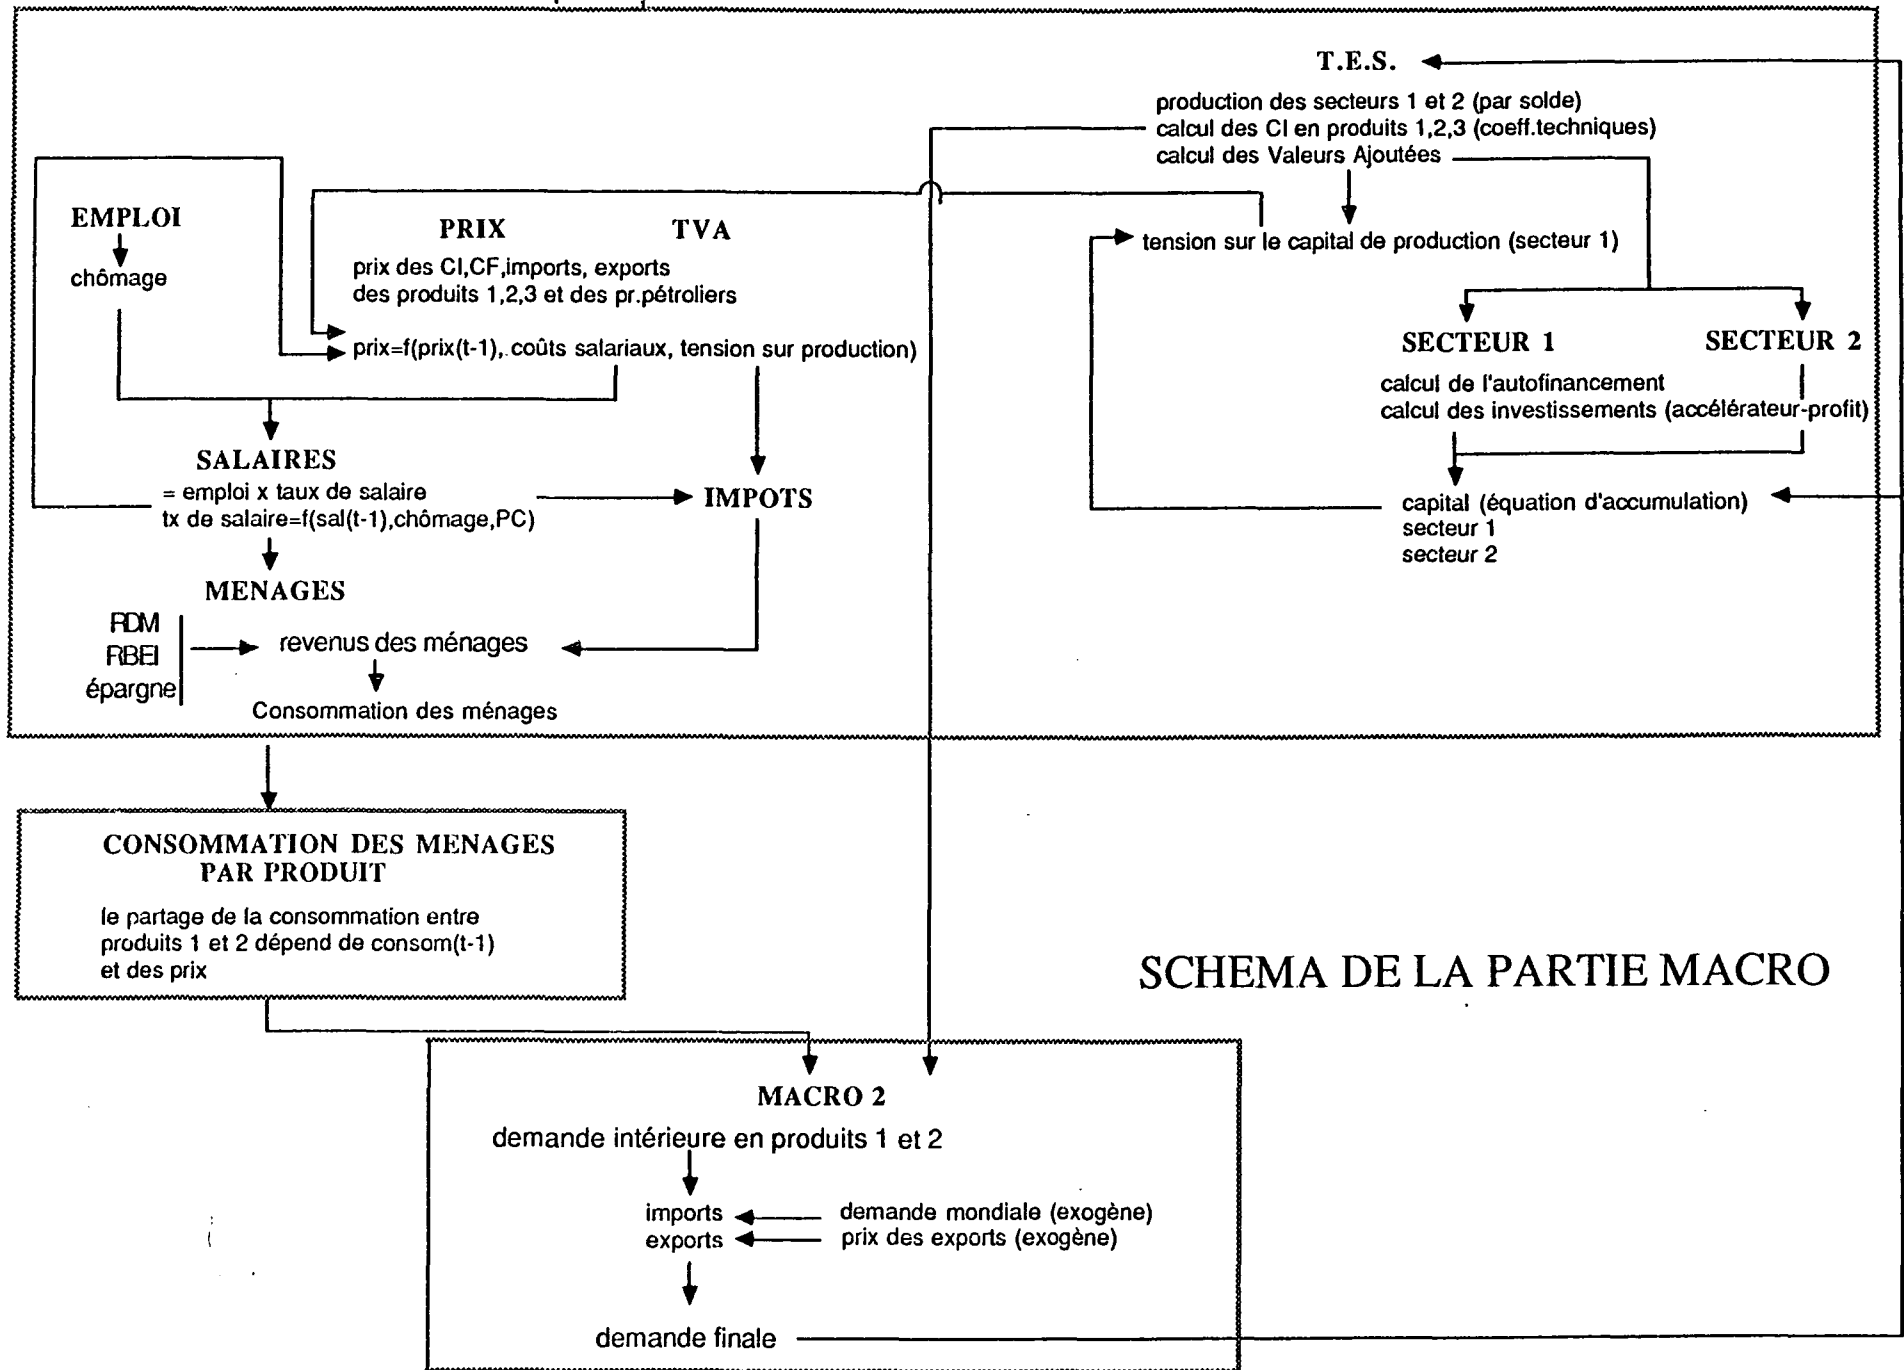 T.E.S.
production des secteurs 1 et 2 (par solde)
calcul des CI en produits 1,2,3 (coeff.techniques)
calcul des Valeurs Ajoutées
tension sur le capital de production (secteur 1)
SECTEUR 1
SECTEUR 2
calcul de l'autofinancement
calcul des investissements (accélérateur-profit)
capital (équation d'accumulation)
secteur 1
secteur 2
EMPLOI
chômage
PRIX
TVA
prix des CI,CF,imports, exports
des produits 1,2,3 et des pr.pétroliers
prix=f(prix(t-1), coûts salariaux, tension sur production)
SALAIRES
= emploi x taux de salaire
tx de salaire=f(sal(t-1),chômage,PC)
IMPOTS
MENAGES
RDM
RBEI
épargne
revenus des ménages
Consommation des ménages
CONSOMMATION DES MENAGES
PAR PRODUIT
le partage de la consommation entre
produits 1 et 2 dépend de consom(t-1)
et des prix
SCHEMA DE LA PARTIE MACRO
MACRO 2
demande intérieure en produits 1 et 2
imports
demande mondiale (exogène)
exports
prix des exports (exogène)
demande finale